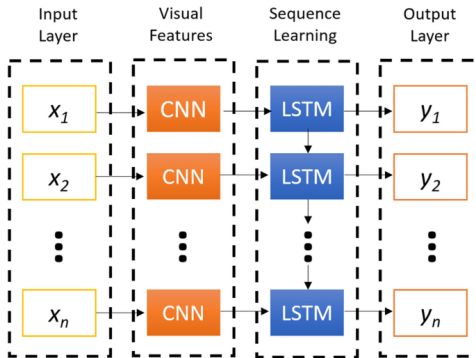 Input
Layer
Visual
Features
Sequence
Learning
Output
Layer
x1 CNN LSTM y1
x2 CNN LSTM y2
xn CNN LSTM yn